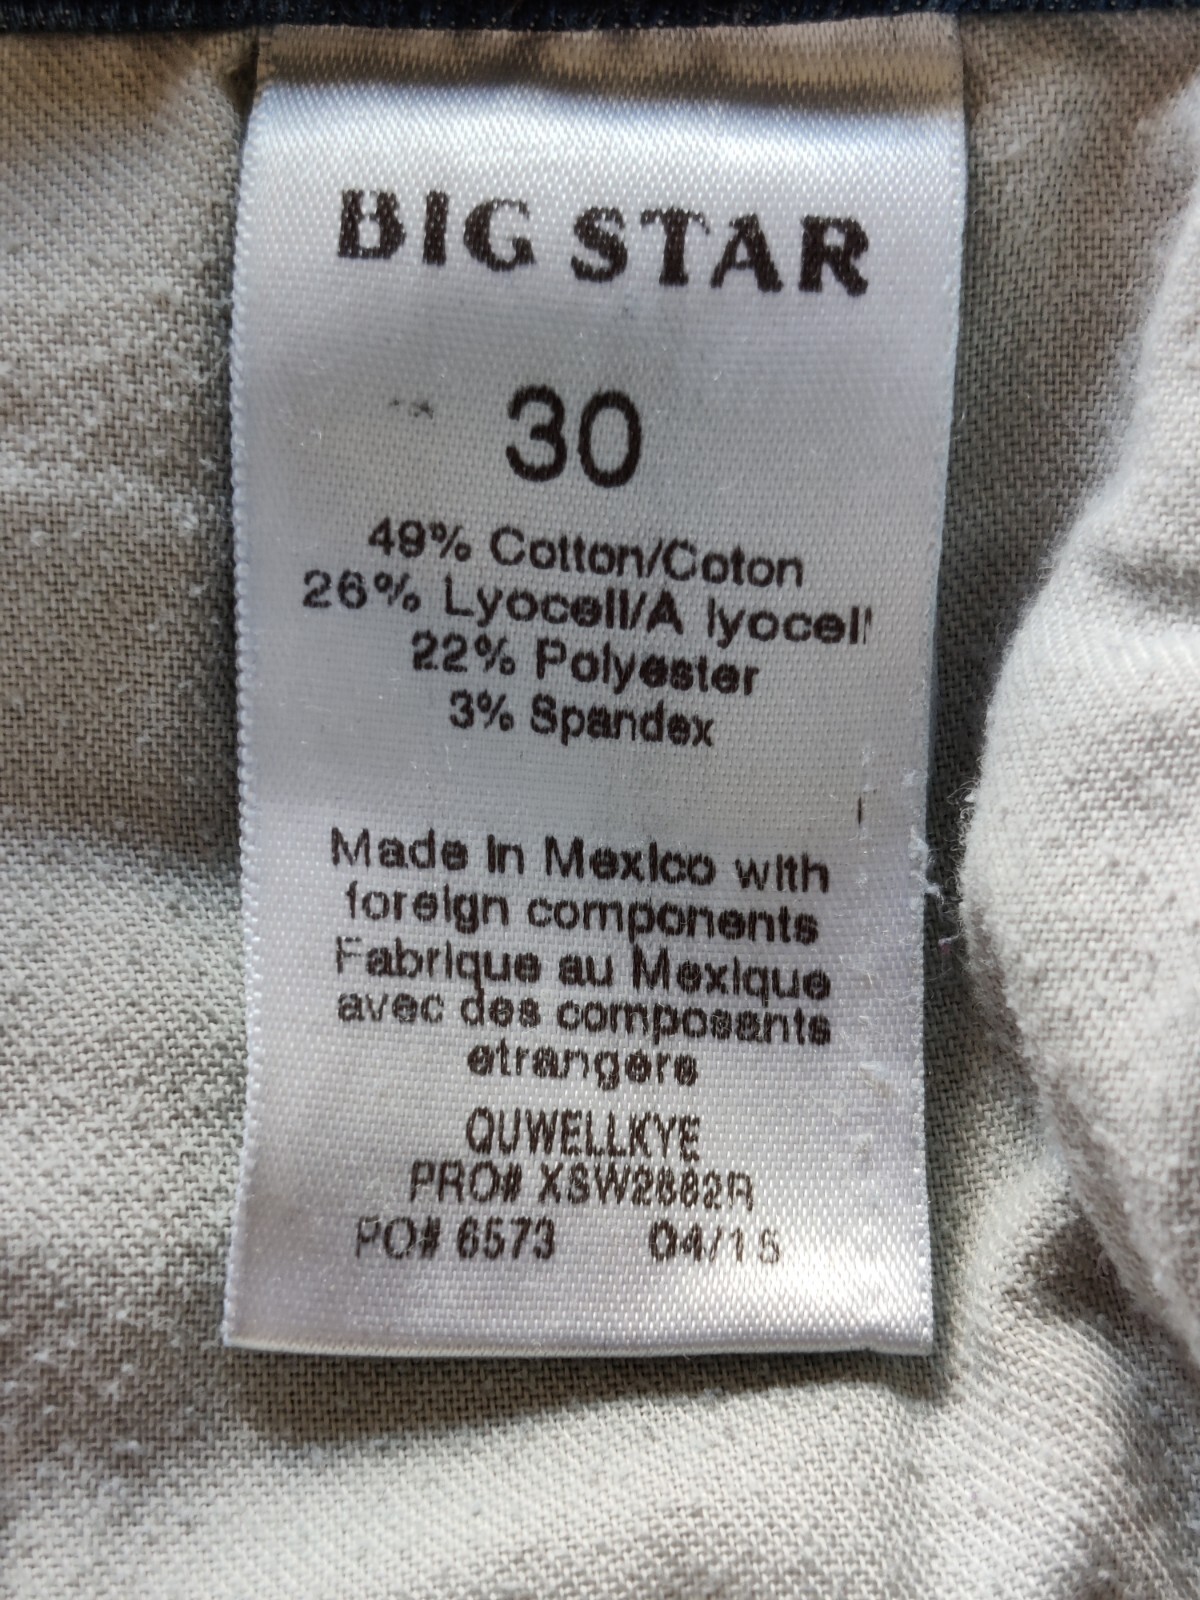 BIG STAR
30
49% Cotton/Coton
26% Lyocell/A lyocell
22% Polyester
3% Spandex
Made in Mexico with
foreign components
Fabrique au Mexique
avec des composants
etrangers
QUWELLKYE
PRO# XSW2882R
PO# 6573 04/15